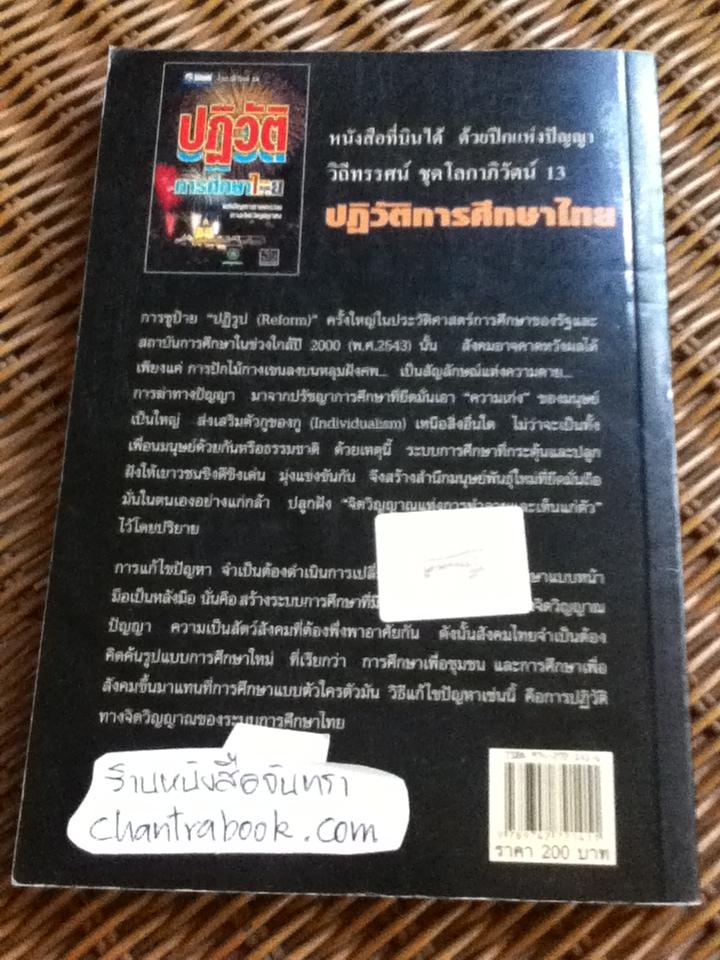 ปฏิวัติ
การศึกษาไทย
หนังสือที่บินได้ ด้วยปีกแห่งปัญญา
วิถีทรรศน์ ชุดโลกาภิวัตน์ 13
ปฏิวัติการศึกษาไทย
การชูป้าย “ปฏิรูป (Reform)” ครั้งใหญ่ในประวัติศาสตร์การศึกษาของรัฐและ
สถาบันการศึกษาในช่วงใกล้ปี 2000 (พ.ศ.2543) นั้น สังคมอาจคาดหวังผลได้
เพียงแค่ การปักไม้กางเขนลงบนหลุมฝังศพ... เป็นสัญลักษณ์แห่งความตาย...
การล่าทางปัญญา มาจากปรัชญาการศึกษาที่ยึดมั่นเอา “ความเก่ง” ของมนุษย์
เป็นใหญ่ ส่งเสริมตัวกูของกู (Individualism) เหนือสิ่งอื่นใด ไม่ว่าจะเป็นทั้ง
เพื่อนมนุษย์ด้วยกันหรือธรรมชาติ ด้วยเหตุนี้ ระบบการศึกษาที่กระตุ้นและปลูก
ฝังให้เยาวชนชิงดีชิงเด่น มุ่งแข่งขันกัน จึงสร้างสำนึกมนุษย์พันธุ์ใหม่ที่ยึดมั่นถือ
มั่นในตนเองอย่างแก่กล้า ปลูกฝัง “จิตวิญญาณแห่งการทำลายและเห็นแก่ตัว”
ไว้โดยปริยาย
การแก้ไขปัญหา จำเป็นต้องดำเนินการเปลี่ ษาแบบหน้า
มือเป็นหลังมือ นั่นคือ สร้างระบบการศึกษาที่มี จิตวิญญาณ
ปัญญา ความเป็นสัตว์สังคมที่ต้องพึ่งพาอาศัยกัน ดังนั้นสังคมไทยจำเป็นต้อง
คิดค้นรูปแบบการศึกษาใหม่ ที่เรียกว่า การศึกษาเพื่อชุมชน และการศึกษาเพื่อ
สังคมขึ้นมาแทนที่การศึกษาแบบตัวใครตัวมัน วิธีแก้ไขปัญหาเช่นนี้ คือการปฏิวัติ
ทางจิตวิญญาณของระบบการศึกษาไทย
ร้านหนังสือจันทรา
chantrabook.com
ราคา 200 บาท